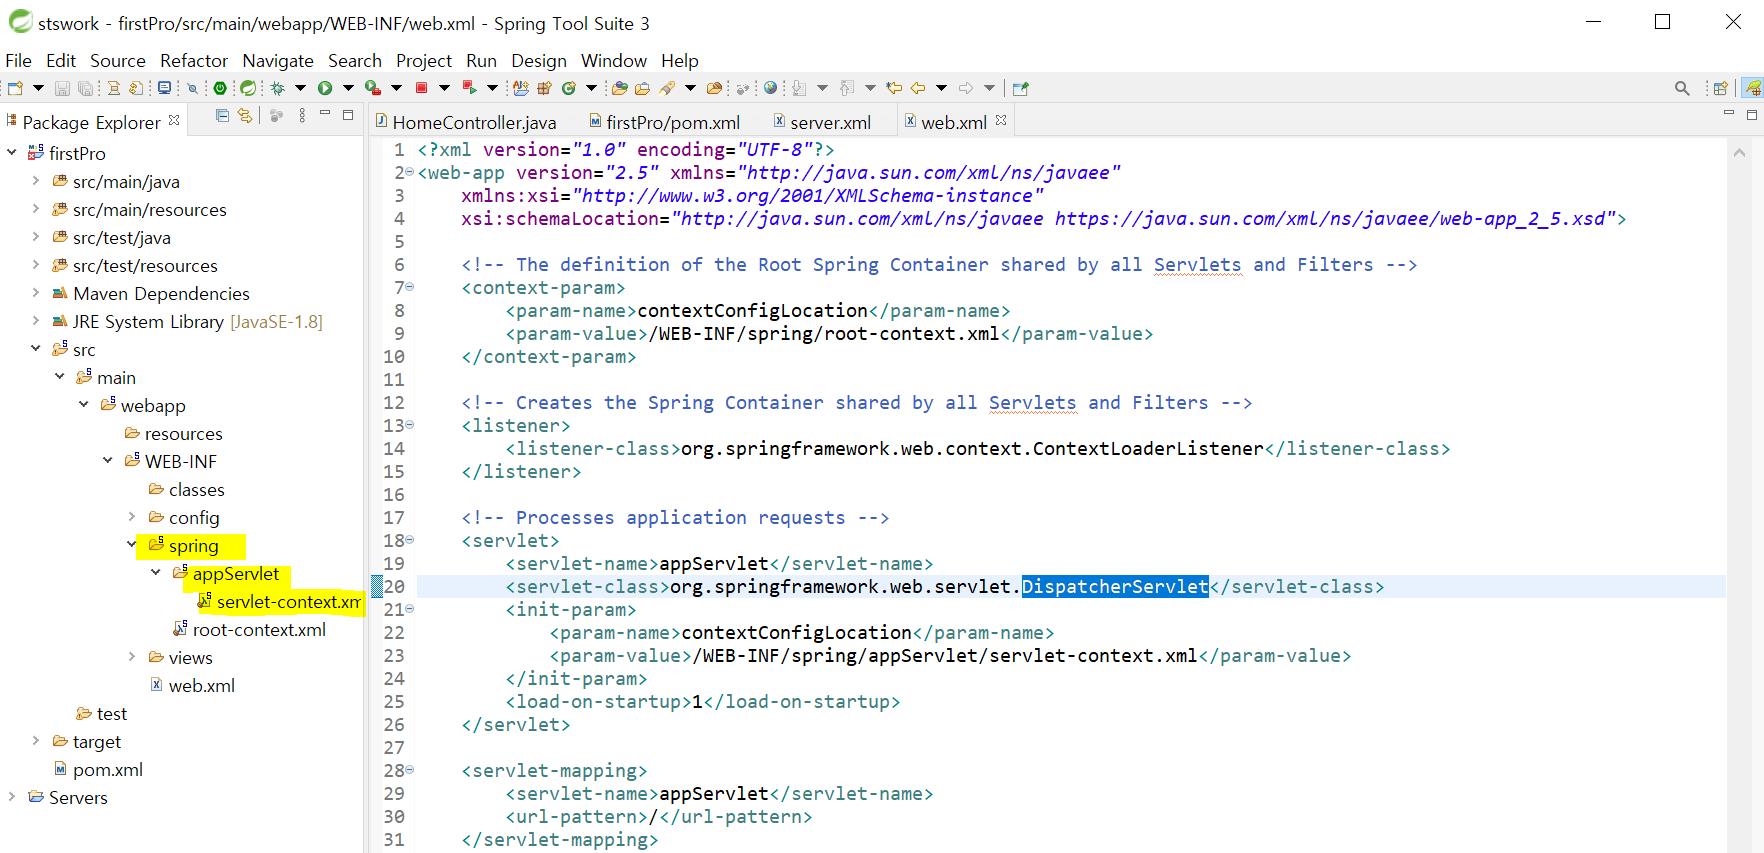 stswork - firstPro/src/main/webapp/WEB-INF/web.xml - Spring Tool Suite 3
File Edit Source Refactor Navigate Search Project Run Design Window Help
Package Explorer
firstPro
src/main/java
src/main/resources
src/test/java
src/test/resources
Maven Dependencies
JRE System Library [JavaSE-1.8]
src
main
webapp
resources
WEB-INF
classes
config
spring
appServlet
servlet-context.xm
root-context.xml
views
web.xml
test
target
pom.xml
Servers
HomeController.java firstPro/pom.xml server.xml web.xml
1 <?xml version="1.0" encoding="UTF-8"?>
2 <web-app version="2.5" xmlns="http://java.sun.com/xml/ns/javaee"
3 xmlns:xsi="http://www.w3.org/2001/XMLSchema-instance"
4 xsi:schemaLocation="http://java.sun.com/xml/ns/javaee https://java.sun.com/xml/ns/javaee/web-app_2_5.xsd">
5
6 <!-- The definition of the Root Spring Container shared by all Servlets and Filters -->
7 <context-param>
8 <param-name>contextConfigLocation</param-name>
9 <param-value>/WEB-INF/spring/root-context.xml</param-value>
10 </context-param>
11
12 <!-- Creates the Spring Container shared by all Servlets and Filters -->
13 <listener>
14 <listener-class>org.springframework.web.context.ContextLoaderListener</listener-class>
15 </listener>
16
17 <!-- Processes application requests -->
18 <servlet>
19 <servlet-name>appServlet</servlet-name>
20 <servlet-class>org.springframework.web.servlet.DispatcherServlet</servlet-class>
21 <init-param>
22 <param-name>contextConfigLocation</param-name>
23 <param-value>/WEB-INF/spring/appServlet/servlet-context.xml</param-value>
24 </init-param>
25 <load-on-startup>1</load-on-startup>
26 </servlet>
27
28 <servlet-mapping>
29 <servlet-name>appServlet</servlet-name>
30 <url-pattern>/</url-pattern>
31 </servlet-mapping>